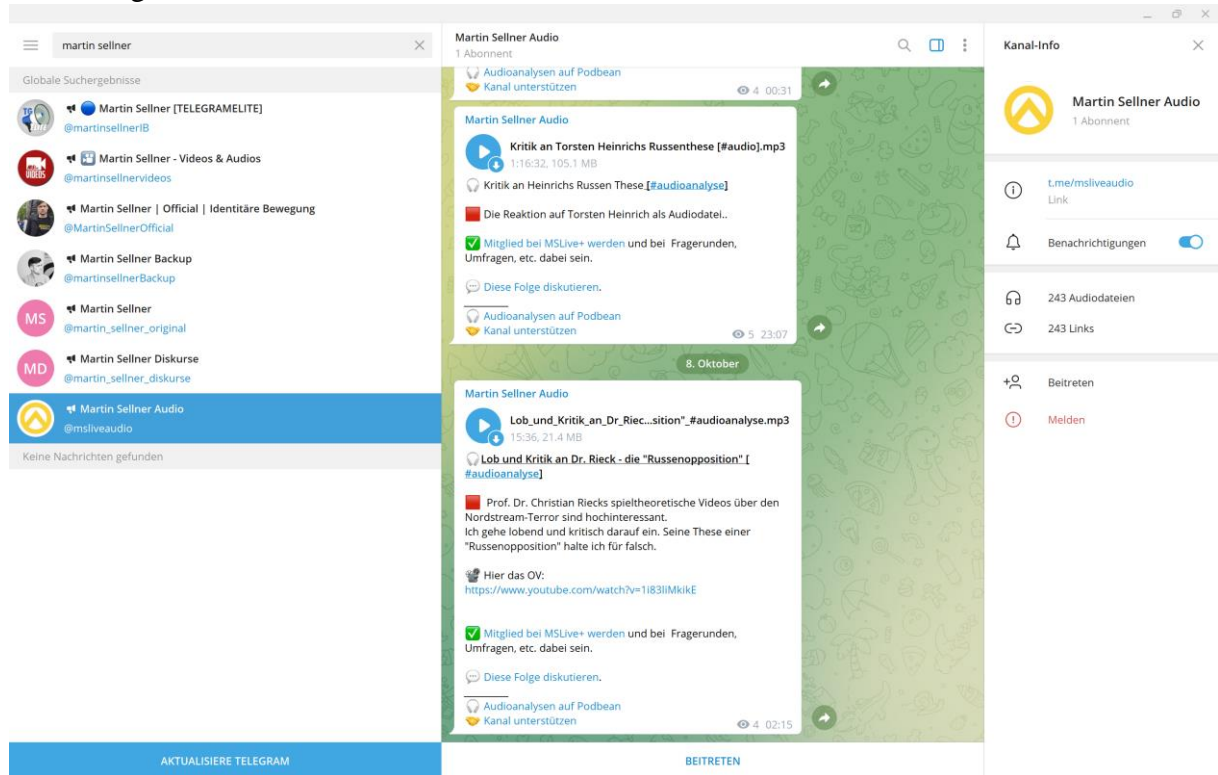 martin sellner
Globale Suchergebnisse
Martin Sellner [TELEGRAMELITE]
@martinsellnerIB
VIDEOS
Martin Sellner - Videos & Audios
@martinsellnervideos
Martin Sellner | Official | Identitäre Bewegung
@MartinSellnerOfficial
Martin Sellner Backup
@martinsellnerBackup
MS
Martin Sellner
@martin_sellner_original
MD
Martin Sellner Diskurse
@martin_sellner_diskurse
Martin Sellner Audio
@msliveaudio
Keine Nachrichten gefunden
AKTUALISIERE TELEGRAM
Martin Sellner Audio
1 Abonnent
Audioanalysen auf Podbean
Kanal unterstützen
4 00:31
Martin Sellner Audio
Kritik an Torsten Heinrichs Russenthese [#audio].mp3
1:16:32, 105.1 MB
Kritik an Heinrichs Russen These [#audioanalyse]
Die Reaktion auf Torsten Heinrich als Audiodatei..
Mitglied bei MSLive+ werden und bei Fragerunden,
Umfragen, etc. dabei sein.
Diese Folge diskutieren.
Audioanalysen auf Podbean
Kanal unterstützen
5 23:07
8. Oktober
Martin Sellner Audio
Lob_und_Kritik_an_Dr_Riec...sition"_#audioanalyse.mp3
15:36, 21.4 MB
Lob und Kritik an Dr. Rieck - die "Russenopposition" [
#audioanalyse]
Prof. Dr. Christian Riecks spieltheoretische Videos über den
Nordstream-Terror sind hochinteressant.
Ich gehe lobend und kritisch darauf ein. Seine These einer
"Russenopposition" halte ich für falsch.
Hier das OV:
https://www.youtube.com/watch?v=1i83IiMkikE
Mitglied bei MSLive+ werden und bei Fragerunden,
Umfragen, etc. dabei sein.
Diese Folge diskutieren.
Audioanalysen auf Podbean
Kanal unterstützen
4 02:15
BEITRETEN
Kanal-Info
Martin Sellner Audio
1 Abonnent
t.me/msliveaudio
Link
Benachrichtigungen
243 Audiodateien
243 Links
Beitreten
Melden